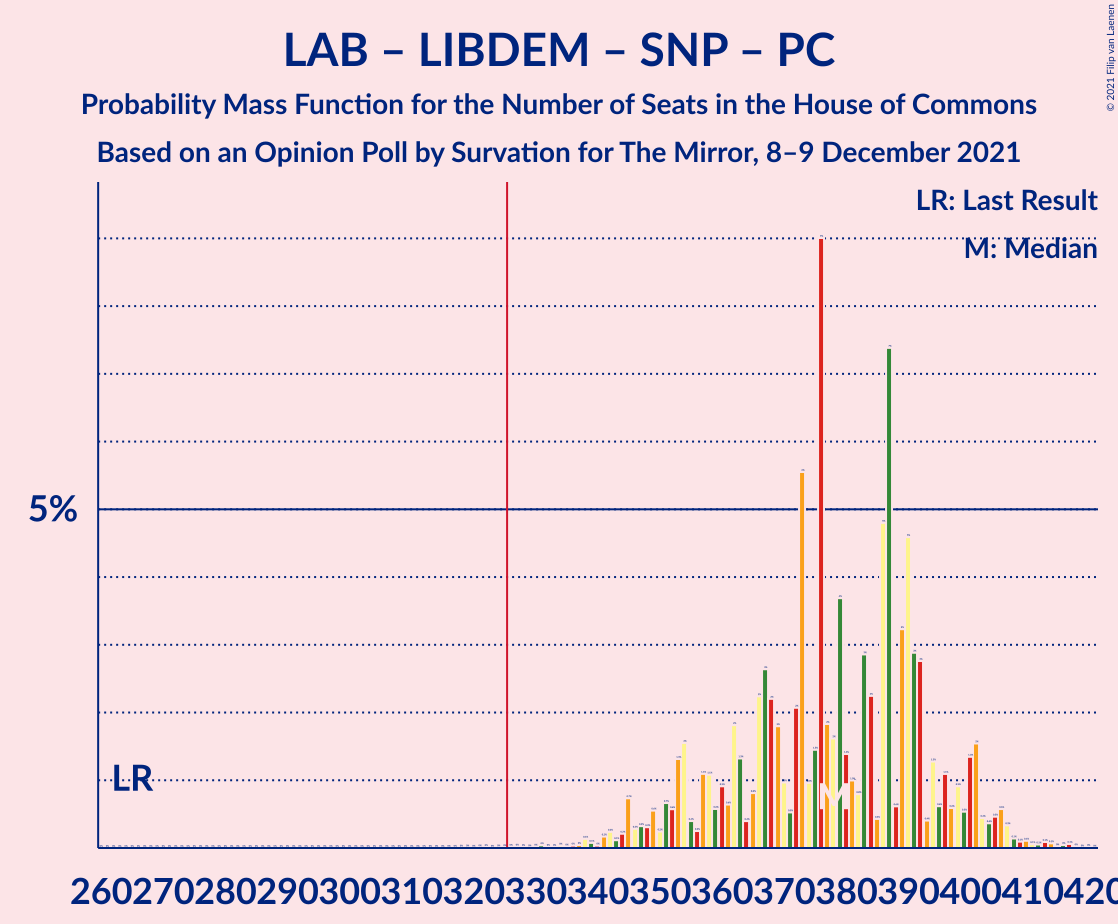 LAB – LIBDEM – SNP – PC
Probability Mass Function for the Number of Seats in the House of Commons
Based on an Opinion Poll by Survation for The Mirror, 8–9 December 2021
© 2021 Filip van Laenen
LR: Last Result
M: Median
5%
LR
M
260 270 280 290 300 310 320 330 340 350 360 370 380 390 400 410 420